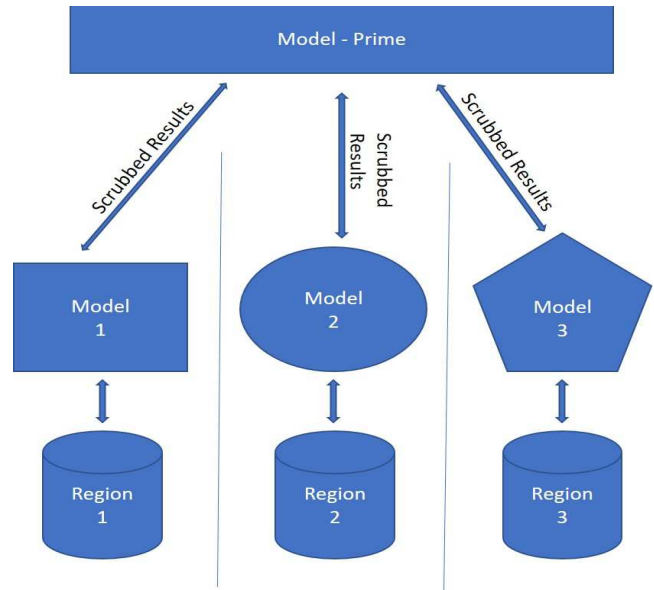 Model - Prime
Scrubbed Results
Scrubbed
Results
Scrubbed Results
Model
1
Model
2
Model
3
Region
1
Region
2
Region
3